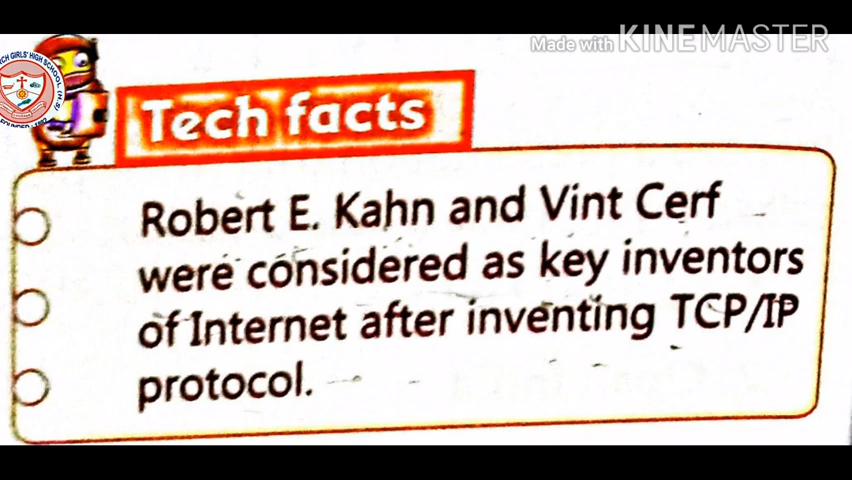 Made with KINEMASTER
Tech facts
Robert E. Kahn and Vint Cerf
were considered as key inventors
of Internet after inventing TCP/IP
protocol.